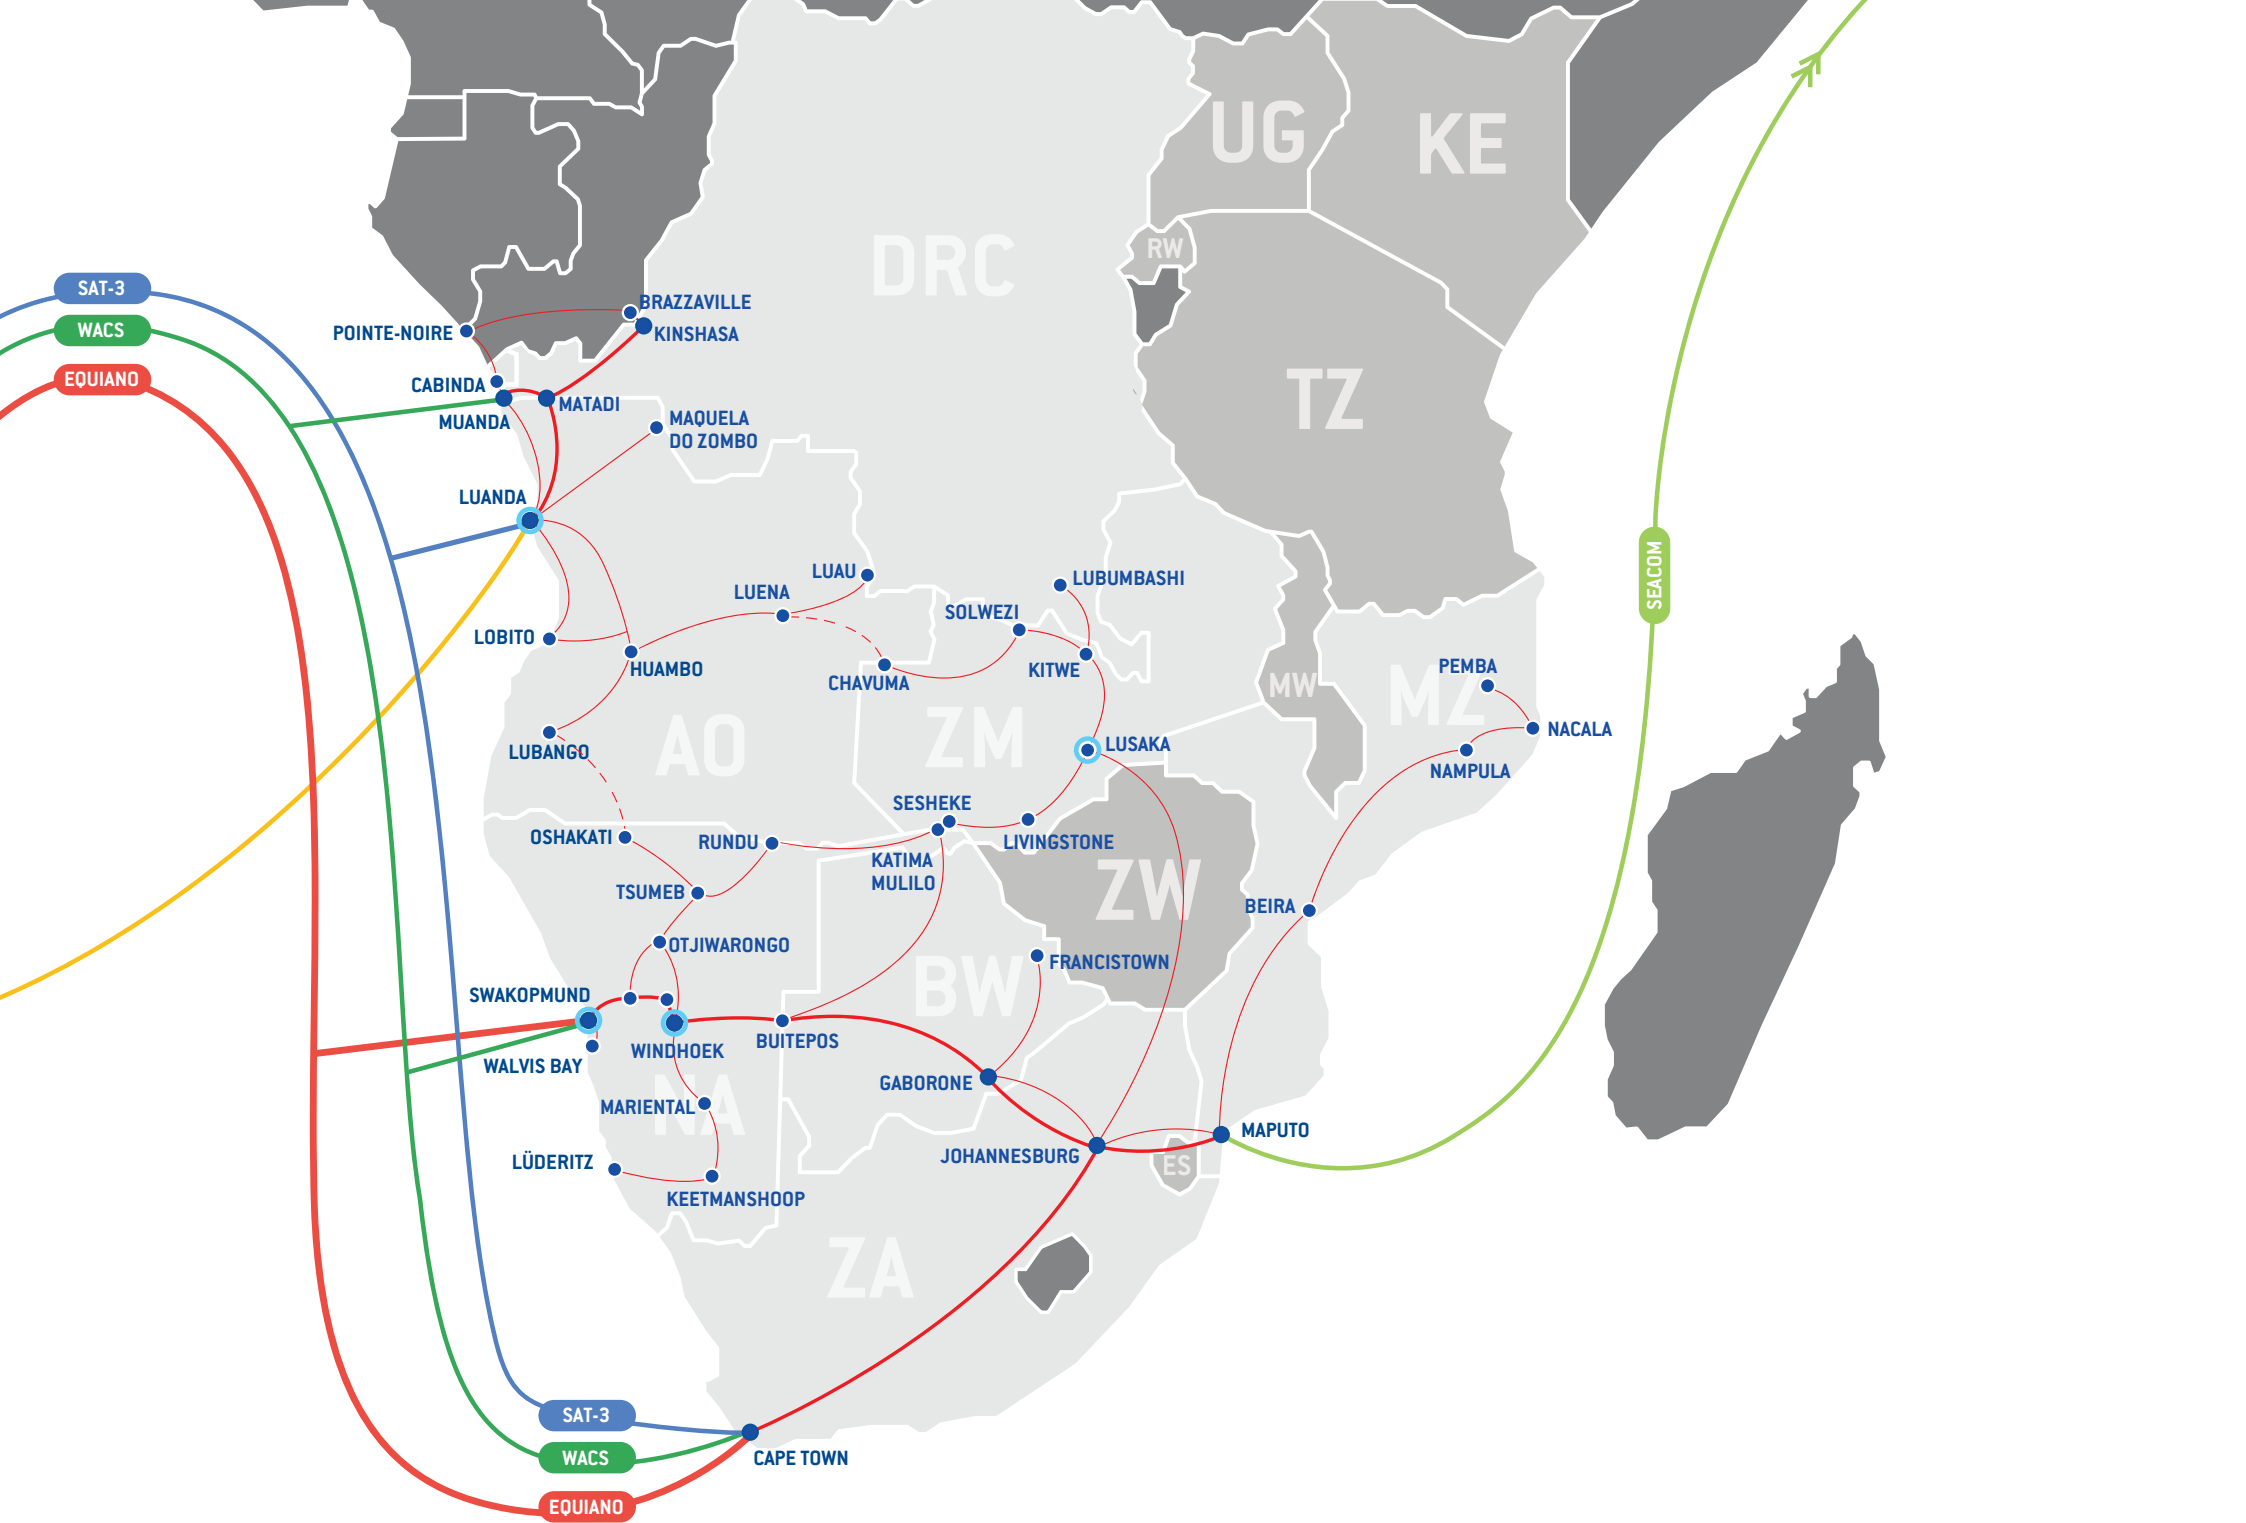 UG
KE
DRC
RW
SAT-3
BRAZZAVILLE
WACS
POINTE-NOIRE
KINSHASA
EQUIANO
CABINDA
MATADI
TZ
MUANDA
MAQUELA
DO ZOMBO
LUANDA
SEACOM
LUAU
LUBUMBASHI
LUENA
SOLWEZI
LOBITO
HUAMBO
KITWE
CHAVUMA
MW
MZ
PEMBA
NACALA
LUBANGO
AO
ZM
LUSAKA
NAMPULA
SESHEKE
OSHAKATI
RUNDU
LIVINGSTONE
KATIMA
MULILO
TSUMEB
ZW
BEIRA
OTJIWARONGO
FRANCISTOWN
BW
SWAKOPMUND
WINDHOEK
BUITEPOS
WALVIS BAY
GABORONE
NA
MARIENTAL
MAPUTO
JOHANNESBURG
ES
LÜDERITZ
KEETMANSHOOP
ZA
SAT-3
WACS
CAPE TOWN
EQUIANO